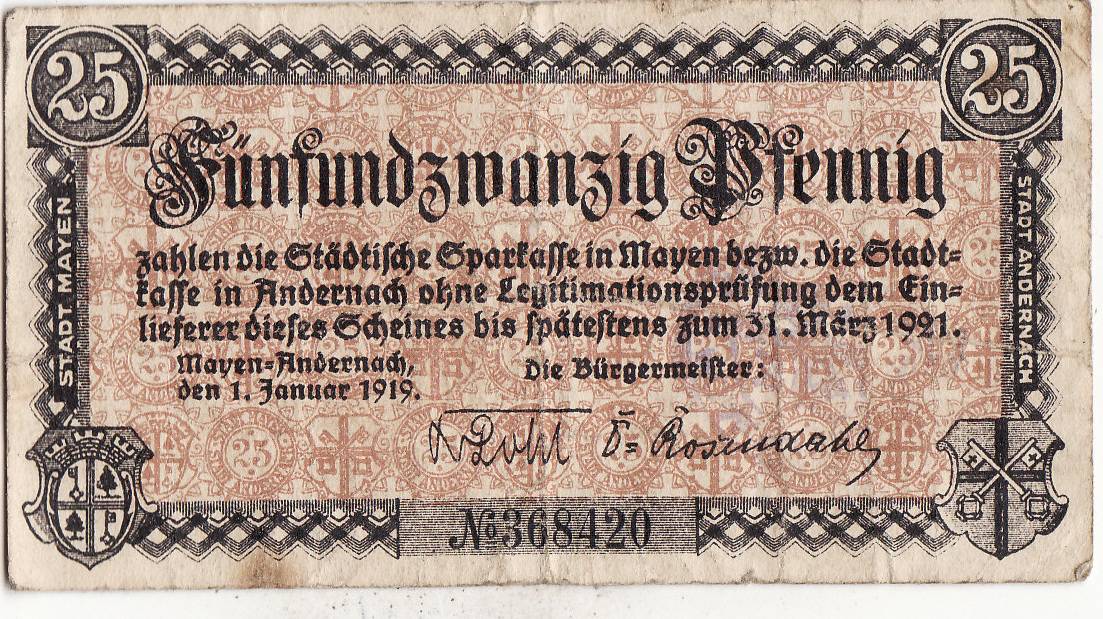 25 25
Fünfundzwanzig Pfennig
zahlen die Städtische Sparkasse in Mayen bezw. die Stadt=
kasse in Andernach ohne Legitimationsprüfung dem Ein=
lieferer dieses Scheines bis spätestens zum 31. März 1921.
Mayen-Andernach,
den 1. Januar 1919.
Die Bürgermeister:
№ 368420
STADT MAYEN
STADT ANDERNACH